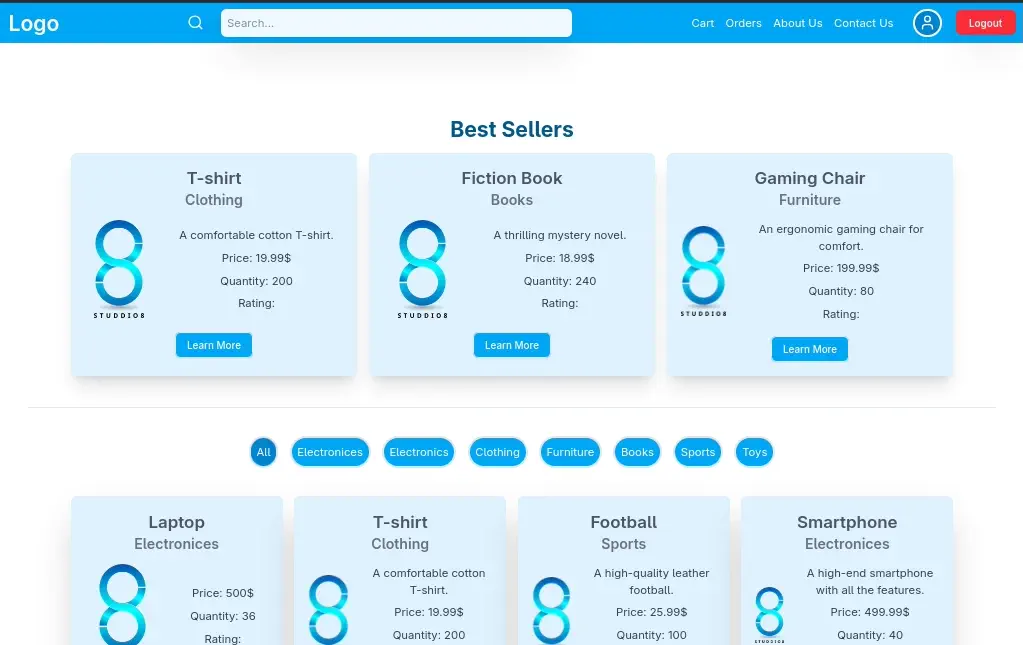 Logo
Search...
Cart Orders About Us Contact Us
Logout
Best Sellers
T-shirt
Clothing
A comfortable cotton T-shirt.
Price: 19.99$
Quantity: 200
Rating:
STUDDIO8
Learn More
Fiction Book
Books
A thrilling mystery novel.
Price: 18.99$
Quantity: 240
Rating:
STUDDIO8
Learn More
Gaming Chair
Furniture
An ergonomic gaming chair for
comfort.
Price: 199.99$
Quantity: 80
Rating:
STUDDIO8
Learn More
All Electronices Electronics Clothing Furniture Books Sports Toys
Laptop
Electronices
Price: 500$
Quantity: 36
Rating:
T-shirt
Clothing
A comfortable cotton
T-shirt.
Price: 19.99$
Quantity: 200
Football
Sports
A high-quality leather
football.
Price: 25.99$
Quantity: 100
Smartphone
Electronices
A high-end smartphone
with all the features.
Price: 499.99$
Quantity: 40
STUDDIO8